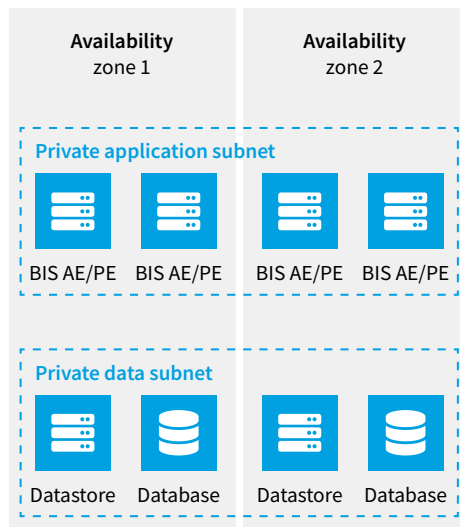 Availability
zone 1
Availability
zone 2
Private application subnet
BIS AE/PE BIS AE/PE BIS AE/PE BIS AE/PE
Private data subnet
Datastore Database Datastore Database